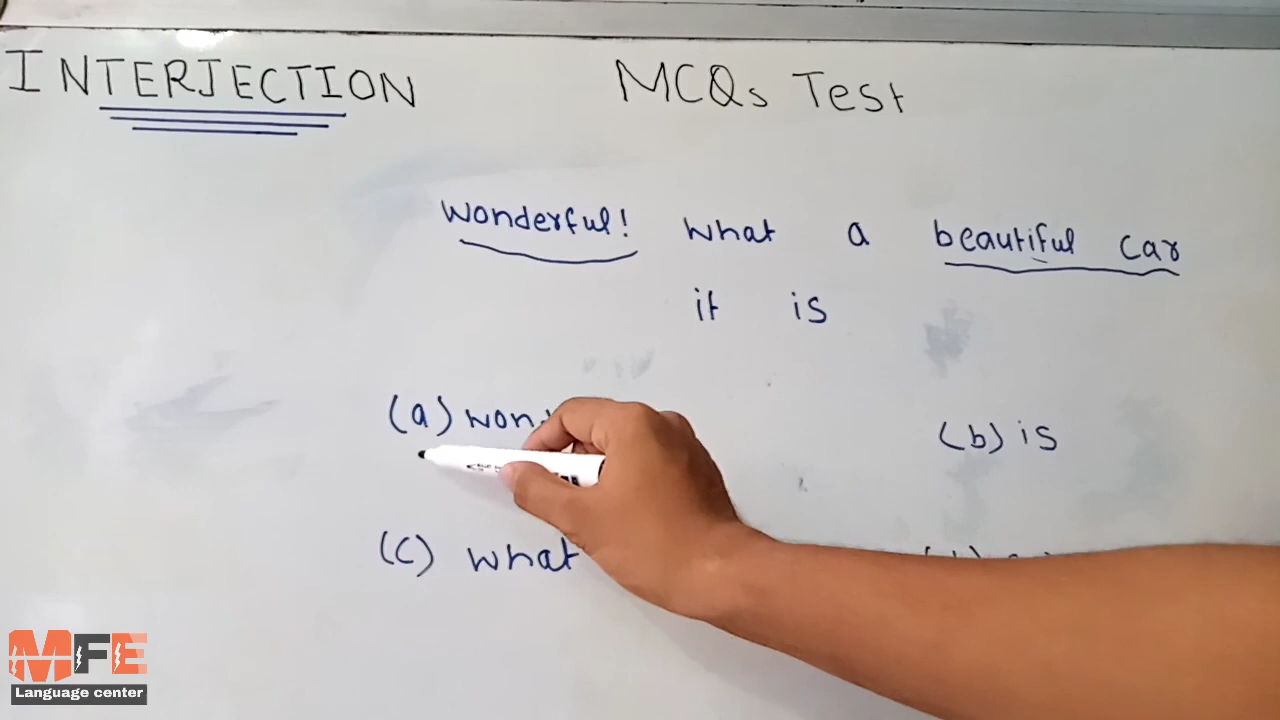 INTERJECTION MCQs Test
wonderful! what a beautiful car
it is
(a) (b) is
(c) what
MFE
Language center